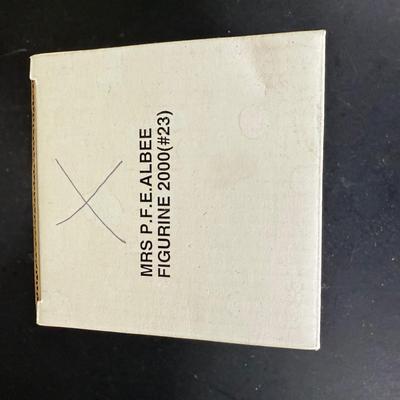 MRS P.F.E.ALBEE
FIGURINE 2000(#23)